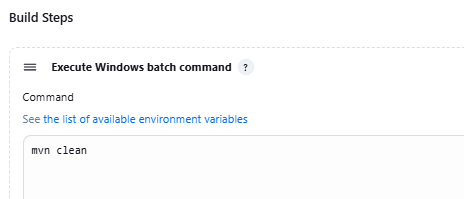 Build Steps
Execute Windows batch command ?
Command
See the list of available environment variables
mvn clean